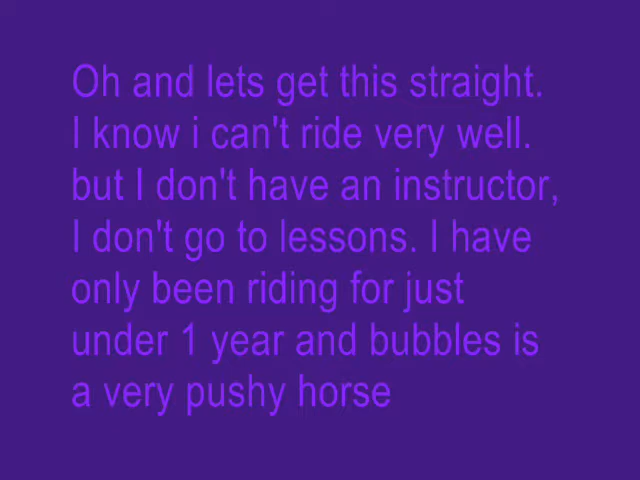 Oh and lets get this straight.
I know i can't ride very well.
but I don't have an instructor,
I don't go to lessons. I have
only been riding for just
under 1 year and bubbles is
a very pushy horse